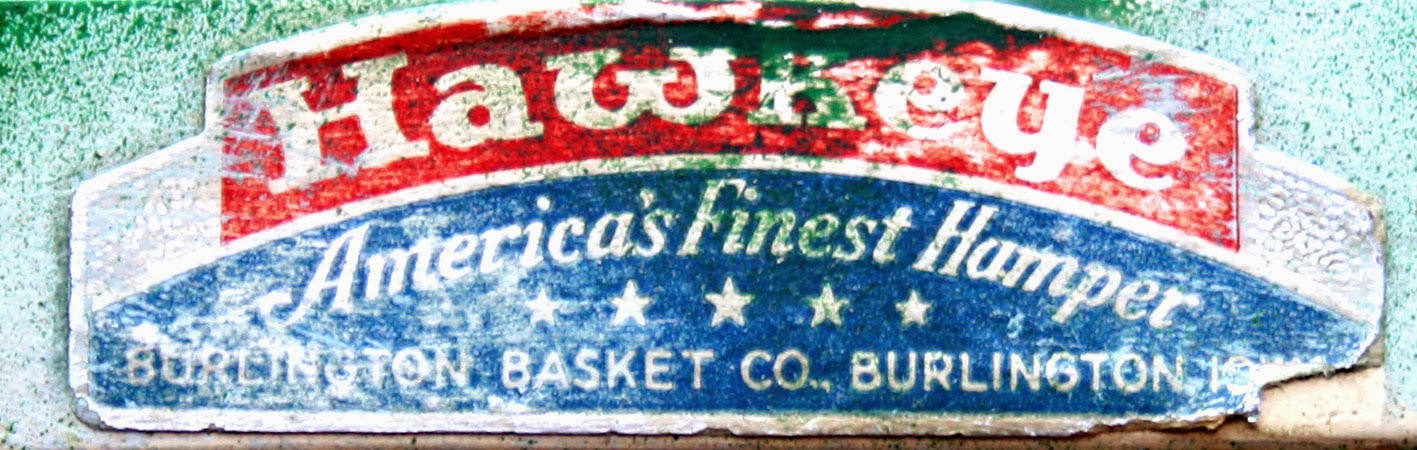 Hawkeye
America's Finest Hamper
BURLINGTON BASKET CO., BURLINGTON,